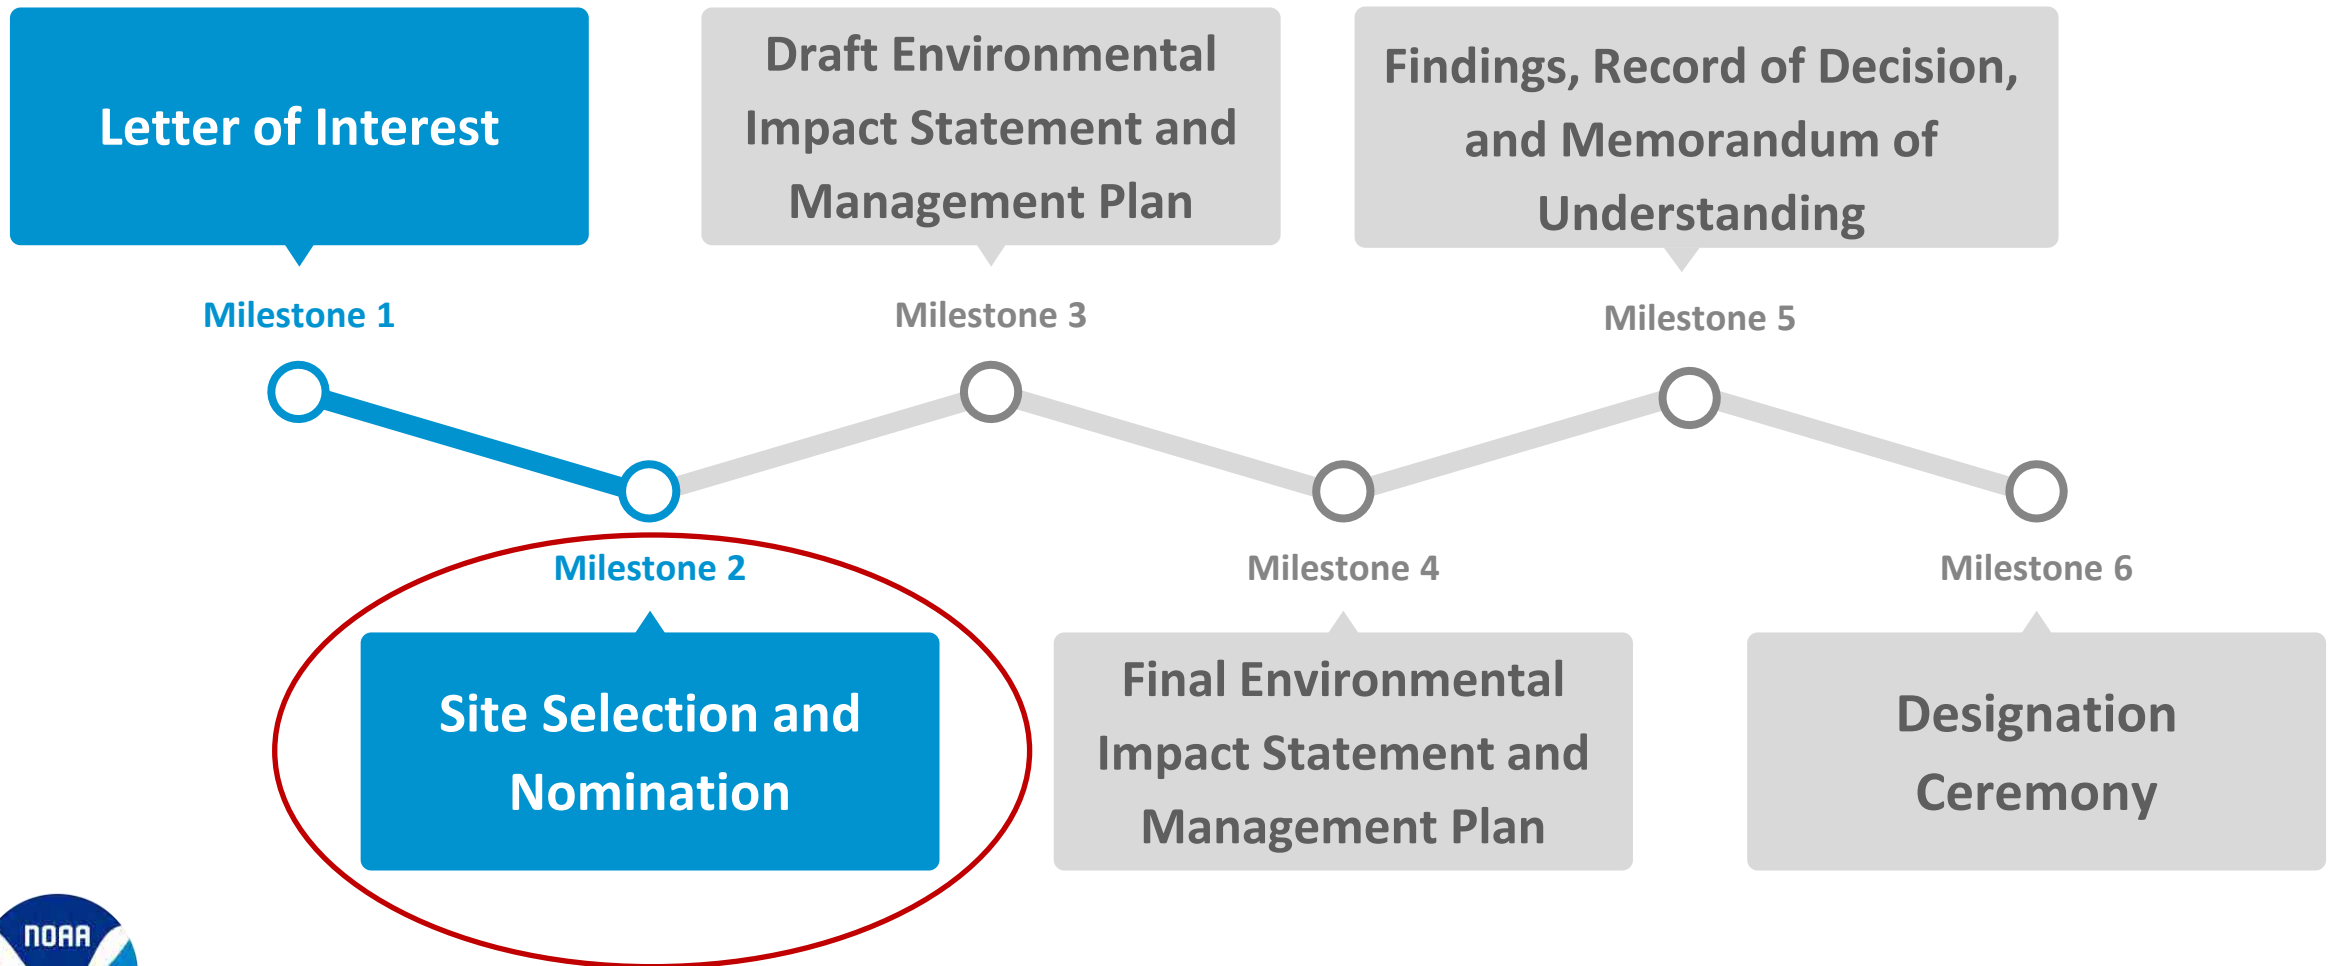 Letter of Interest
Milestone 1
Milestone 2
Site Selection and
Nomination
Draft Environmental
Impact Statement and
Management Plan
Milestone 3
Milestone 4
Final Environmental
Impact Statement and
Management Plan
Findings, Record of Decision,
and Memorandum of
Understanding
Milestone 5
Milestone 6
Designation
Ceremony
NOAA